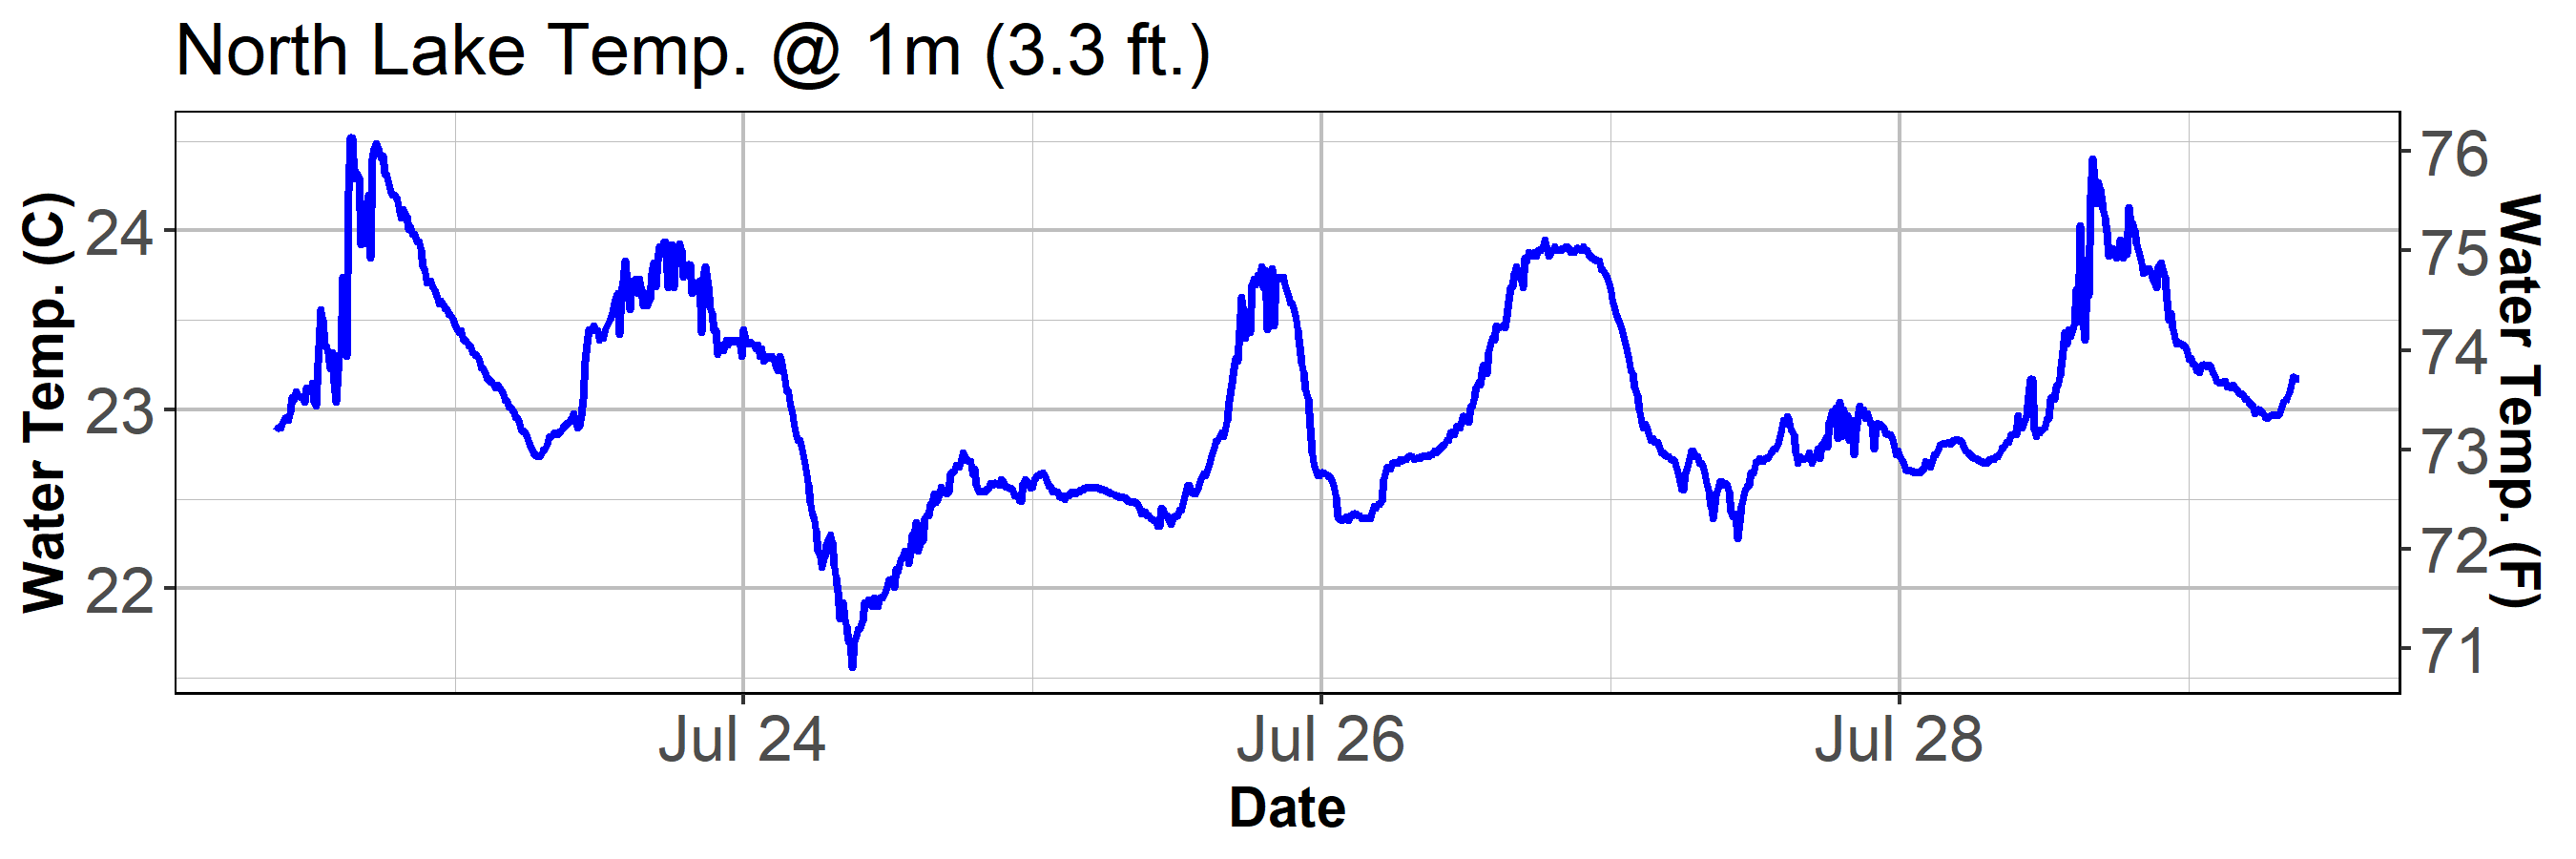 North Lake Temp. @ 1m (3.3 ft.)
Water Temp. (C)
24
23
22
76
75
74
73
72
71
Water Temp. (F)
Jul 24
Jul 26
Jul 28
Date